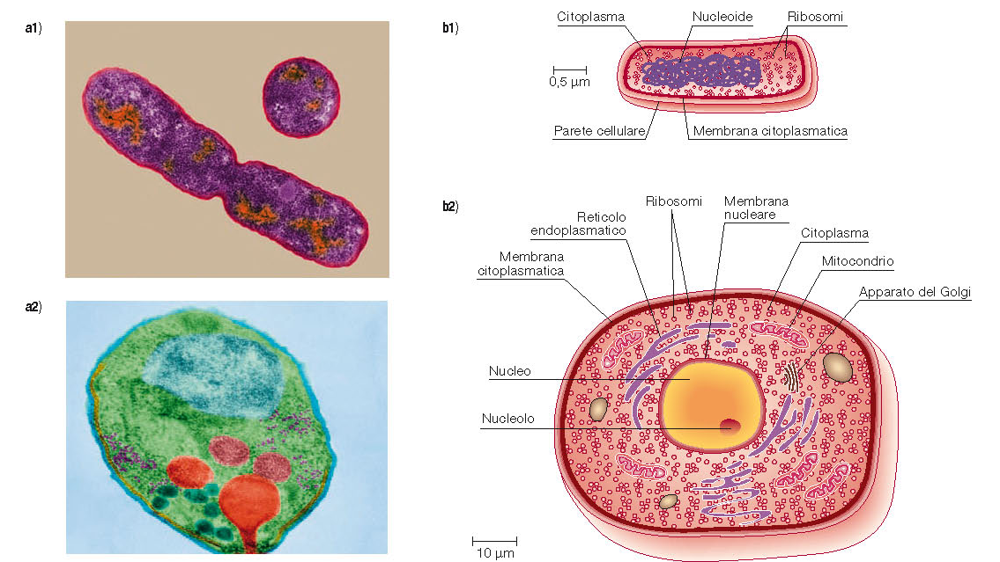 a1)
a2)
b1)
Citoplasma
Nucleoide
Ribosomi
0,5 µm
Parete cellulare
Membrana citoplasmatica
b2)
Ribosomi
Membrana
nucleare
Reticolo
endoplasmatico
Citoplasma
Membrana
citoplasmatica
Mitocondrio
Apparato del Golgi
Nucleo
Nucleolo
10 µm